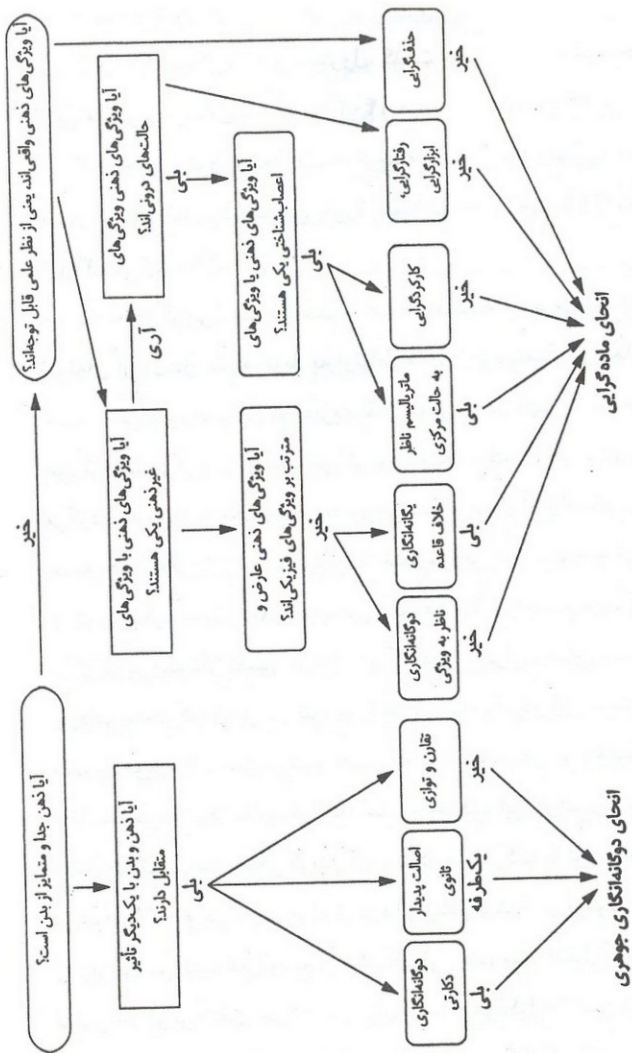 آیا ذهن جدا و متمایز از بدن است؟
خیر
آیا ویژگی‌های ذهنی واقعی‌اند، یعنی از نظر علمی قابل توجه‌اند؟
آیا ذهن و بدن با یک‌دیگر تأثیر
متقابل دارند؟
بلی
آیا ویژگی‌های ذهنی با ویژگی‌های
غیرذهنی یکی هستند؟
آری
آیا ویژگی‌های ذهنی ویژگی‌های
حالت‌های درونی‌اند؟
بلی
آیا ویژگی‌های ذهنی عارض و
مترتب بر ویژگی‌های فیزیکی‌اند؟
خیر
آیا ویژگی‌های ذهنی با ویژگی‌های
اعصاب‌شناختی یکی هستند؟
بلی
دوگانه‌انگاری
دکارتی
بلی
اصالت پدیدار
ثانوی
یک‌طرفه
تقارن و توازی
خیر
دوگانه‌انگاری
ناظر به ویژگی
خیر
یگانه‌انگاری
خلاف قاعده
بلی
ماتریالیسم ناظر
به حالت مرکزی
بلی
کارکردگرایی
خیر
رفتارگرایی
ابزارگرایی
خیر
حذف‌گرایی
خیر
انحای دوگانه‌انگاری جوهری
انحای ماده‌گرایی